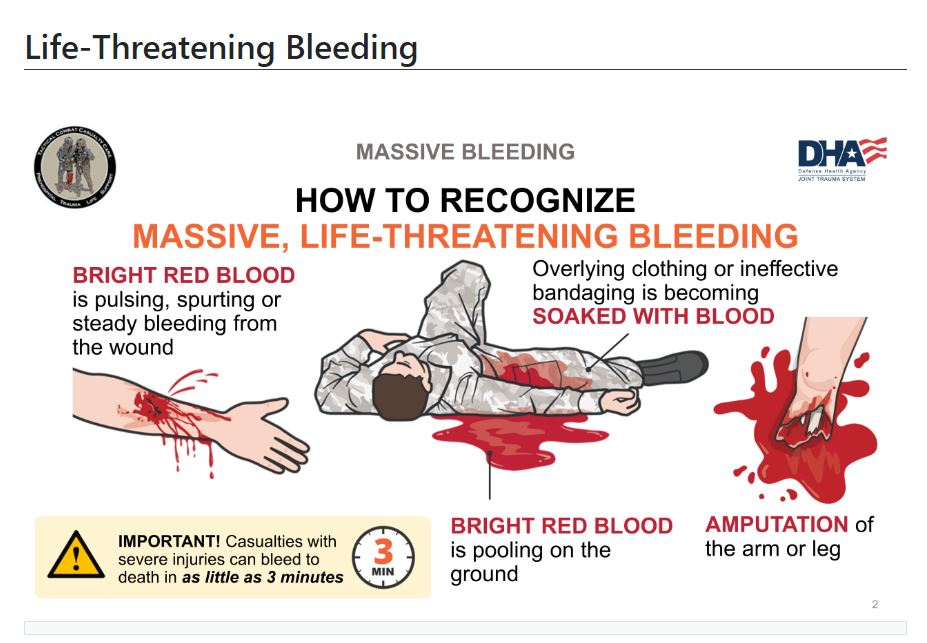 Life-Threatening Bleeding
TACTICAL COMBAT CASUALTY CARE
PREHOSPITAL TRAUMA LIFE SUPPORT
MASSIVE BLEEDING
DHA
Defense Health Agency
JOINT TRAUMA SYSTEM
HOW TO RECOGNIZE
MASSIVE, LIFE-THREATENING BLEEDING
BRIGHT RED BLOOD
is pulsing, spurting or
steady bleeding from
the wound
Overlying clothing or ineffective
bandaging is becoming
SOAKED WITH BLOOD
IMPORTANT! Casualties with
severe injuries can bleed to
death in as little as 3 minutes
3
MIN
BRIGHT RED BLOOD
is pooling on the
ground
AMPUTATION of
the arm or leg
2